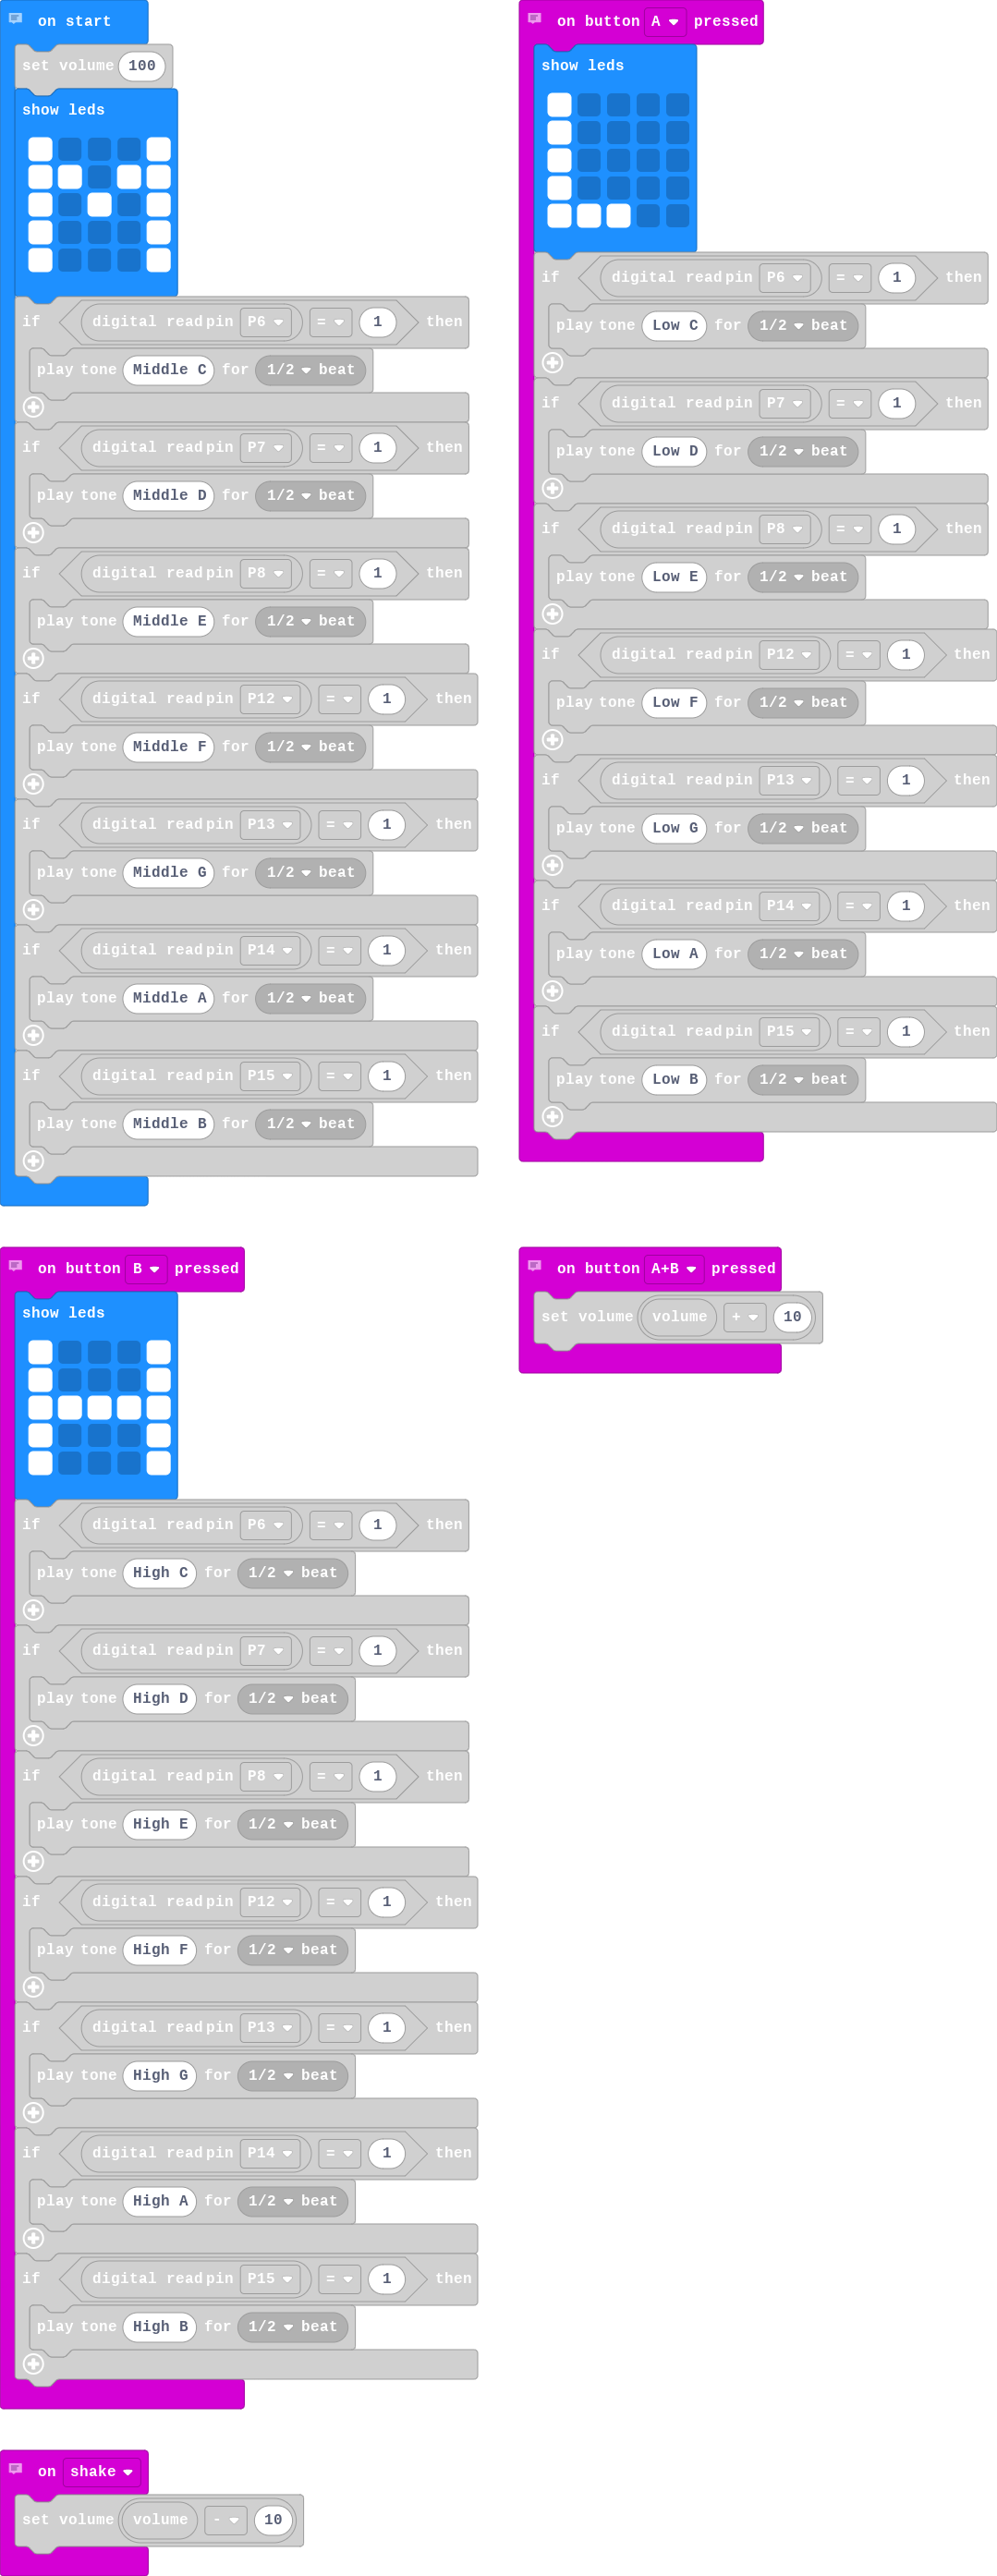 on start
set volume 100
show leds
if digital read pin P6 = 1 then
play tone Middle C for 1/2 beat
if digital read pin P7 = 1 then
play tone Middle D for 1/2 beat
if digital read pin P8 = 1 then
play tone Middle E for 1/2 beat
if digital read pin P12 = 1 then
play tone Middle F for 1/2 beat
if digital read pin P13 = 1 then
play tone Middle G for 1/2 beat
if digital read pin P14 = 1 then
play tone Middle A for 1/2 beat
if digital read pin P15 = 1 then
play tone Middle B for 1/2 beat
on button A pressed
show leds
if digital read pin P6 = 1 then
play tone Low C for 1/2 beat
if digital read pin P7 = 1 then
play tone Low D for 1/2 beat
if digital read pin P8 = 1 then
play tone Low E for 1/2 beat
if digital read pin P12 = 1 then
play tone Low F for 1/2 beat
if digital read pin P13 = 1 then
play tone Low G for 1/2 beat
if digital read pin P14 = 1 then
play tone Low A for 1/2 beat
if digital read pin P15 = 1 then
play tone Low B for 1/2 beat
on button B pressed
show leds
if digital read pin P6 = 1 then
play tone High C for 1/2 beat
if digital read pin P7 = 1 then
play tone High D for 1/2 beat
if digital read pin P8 = 1 then
play tone High E for 1/2 beat
if digital read pin P12 = 1 then
play tone High F for 1/2 beat
if digital read pin P13 = 1 then
play tone High G for 1/2 beat
if digital read pin P14 = 1 then
play tone High A for 1/2 beat
if digital read pin P15 = 1 then
play tone High B for 1/2 beat
on button A+B pressed
set volume volume + 10
on shake
set volume volume - 10